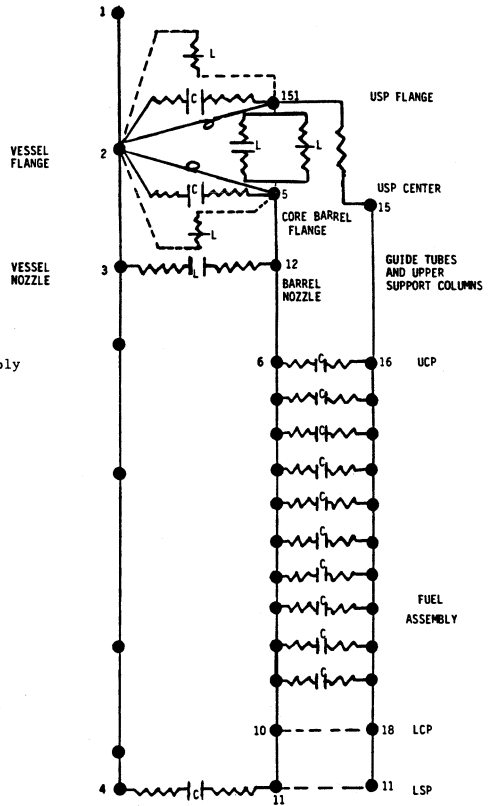 1
L
C
151
USP FLANGE
VESSEL
FLANGE
2
L
L
C
5
USP CENTER
15
CORE BARREL
FLANGE
L
VESSEL
NOZZLE
3
L
12
BARREL
NOZZLE
GUIDE TUBES
AND UPPER
SUPPORT COLUMNS
6
C
16
UCP
C
C
C
C
C
C
C
C
C
FUEL
ASSEMBLY
10
18
LCP
4
C
11
11
LSP